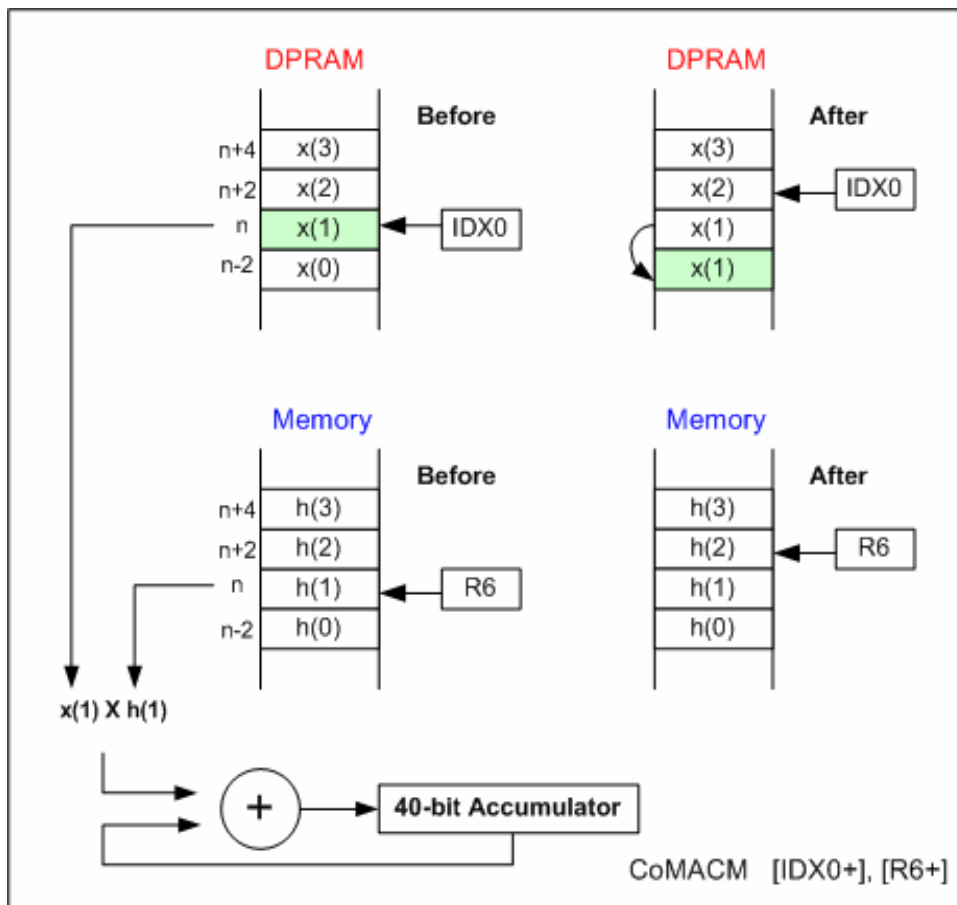 DPRAM DPRAM
Before After
n+4 x(3) x(3)
n+2 x(2) x(2) IDX0
n x(1) IDX0 x(1)
n-2 x(0) x(1)
Memory Memory
Before After
n+4 h(3) h(3)
n+2 h(2) h(2) R6
n h(1) R6 h(1)
n-2 h(0) h(0)
x(1) X h(1)
+ 40-bit Accumulator
CoMACM [IDX0+], [R6+]